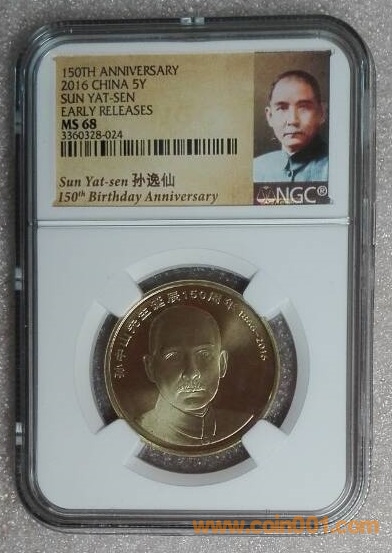 150TH ANNIVERSARY
2016 CHINA 5Y
SUN YAT-SEN
EARLY RELEASES
MS 68
3360328-024
Sun Yat-sen 孙逸仙
150th Birthday Anniversary
NGC®
孙中山先生诞辰150周年 1866-2016
www.coin001.com